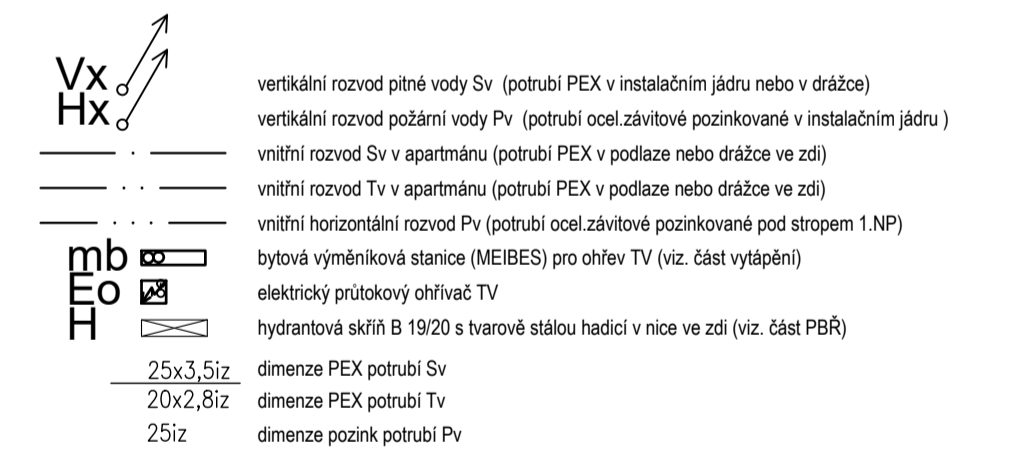 Vx vertikální rozvod pitné vody Sv (potrubí PEX v instalačním jádru nebo v drážce)
Hx vertikální rozvod požární vody Pv (potrubí ocel.závitové pozinkované v instalačním jádru )
vnitřní rozvod Sv v apartmánu (potrubí PEX v podlaze nebo drážce ve zdi)
vnitřní rozvod Tv v apartmánu (potrubí PEX v podlaze nebo drážce ve zdi)
vnitřní horizontální rozvod Pv (potrubí ocel.závitové pozinkované pod stropem 1.NP)
mb bytová výměníková stanice (MEIBES) pro ohřev TV (viz. část vytápění)
Eo elektrický průtokový ohřívač TV
H hydrantová skříň B 19/20 s tvarově stálou hadicí v nice ve zdi (viz. část PBŘ)
25x3,5iz dimenze PEX potrubí Sv
20x2,8iz dimenze PEX potrubí Tv
25iz dimenze pozink potrubí Pv